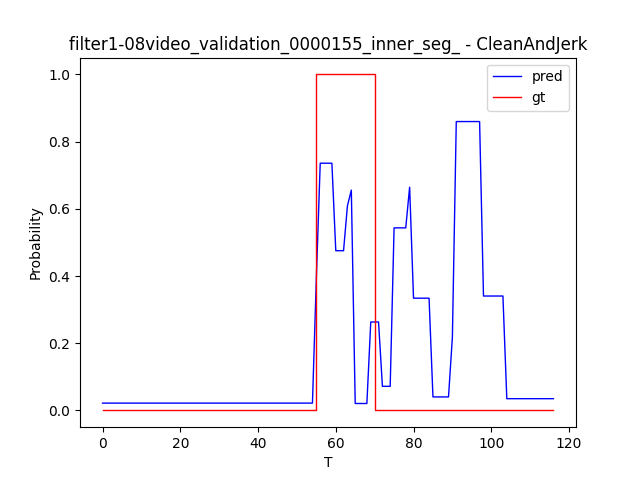 filter1-08video_validation_0000155_inner_seg_ - CleanAndJerk
pred
gt
1.0
0.8
0.6
0.4
0.2
0.0
Probability
0
20
40
60
80
100
120
T